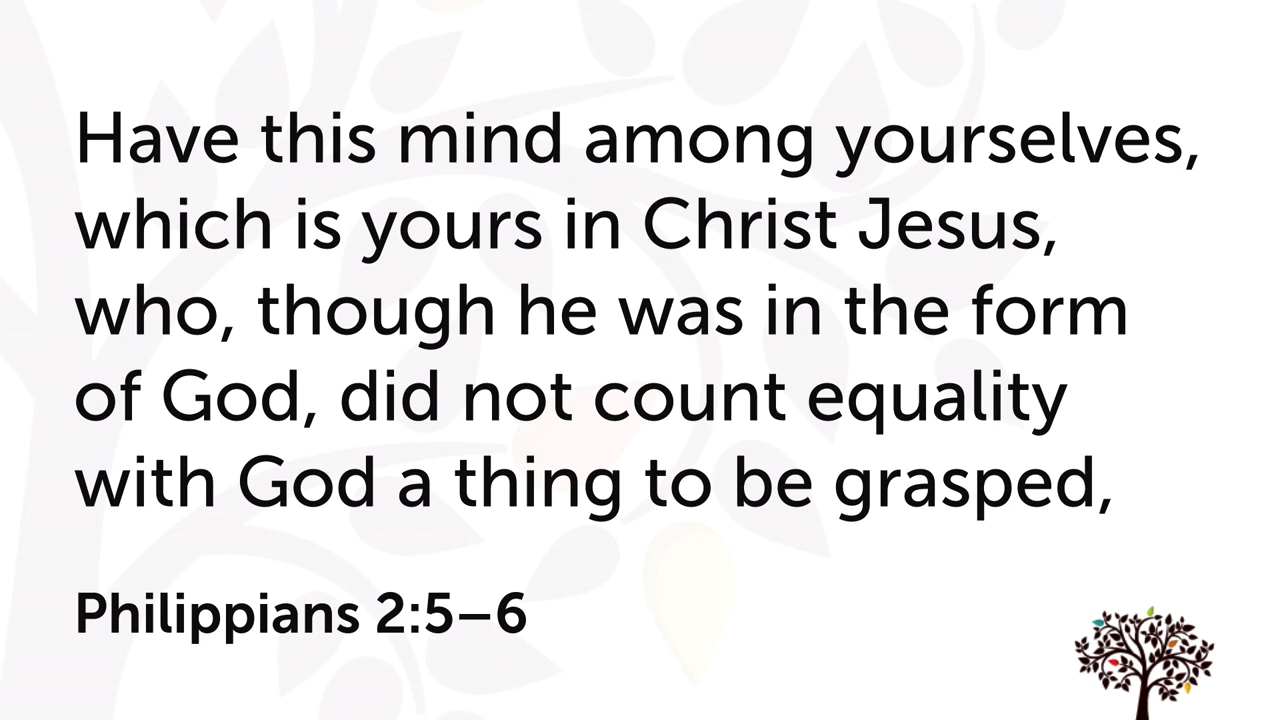 Have this mind among yourselves,
which is yours in Christ Jesus,
who, though he was in the form
of God, did not count equality
with God a thing to be grasped,
Philippians 2:5–6